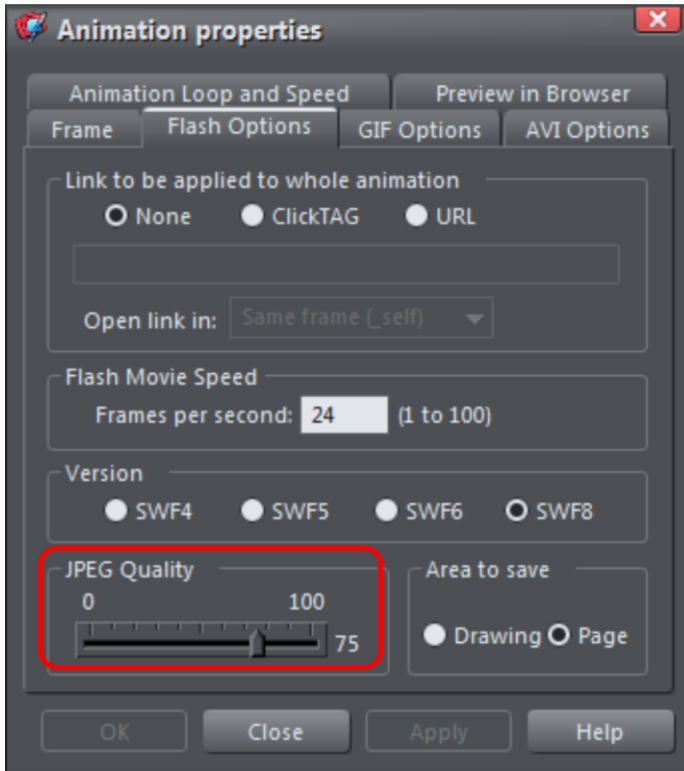 Animation properties
Animation Loop and Speed Preview in Browser
Frame Flash Options GIF Options AVI Options
Link to be applied to whole animation
None ClickTAG URL
Open link in: Same frame (_self)
Flash Movie Speed
Frames per second: 24 (1 to 100)
Version
SWF4 SWF5 SWF6 SWF8
JPEG Quality Area to save
0 100
75 Drawing Page
OK Close Apply Help